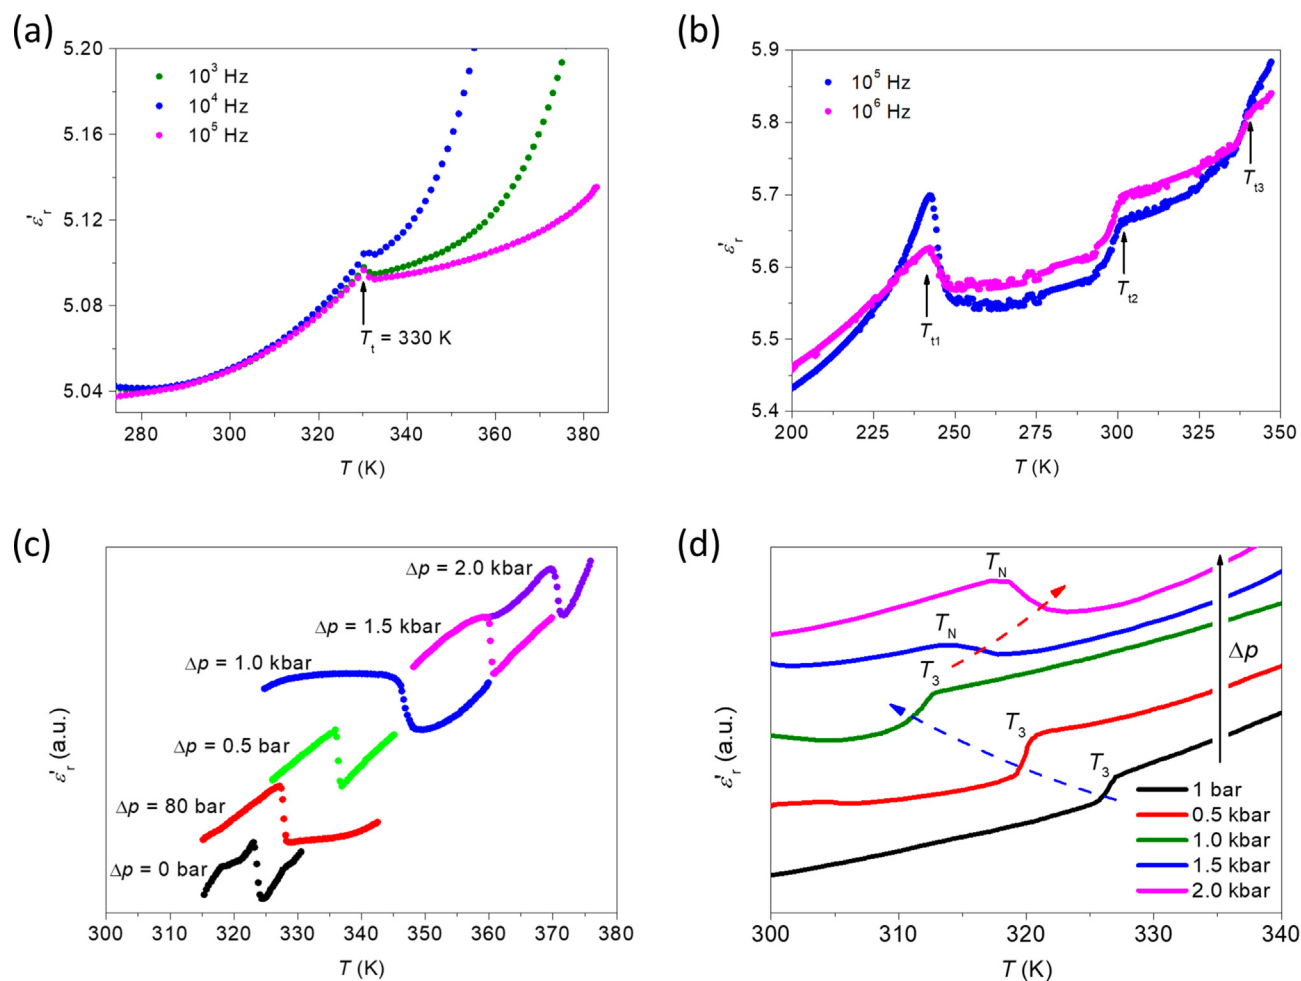 (a)
5.20
5.16
5.12
5.08
5.04
ε'r
10³ Hz
10⁴ Hz
10⁵ Hz
Tt = 330 K
280 300 320 340 360 380
T (K)
(b)
5.9
5.8
5.7
5.6
5.5
5.4
ε'r
10⁵ Hz
10⁶ Hz
Tt1
Tt2
Tt3
200 225 250 275 300 325 350
T (K)
(c)
ε'r (a.u.)
Δp = 2.0 kbar
Δp = 1.5 kbar
Δp = 1.0 kbar
Δp = 0.5 bar
Δp = 80 bar
Δp = 0 bar
300 310 320 330 340 350 360 370 380
T (K)
(d)
ε'r (a.u.)
TN
TN
T3
T3
T3
Δp
1 bar
0.5 kbar
1.0 kbar
1.5 kbar
2.0 kbar
300 310 320 330 340
T (K)